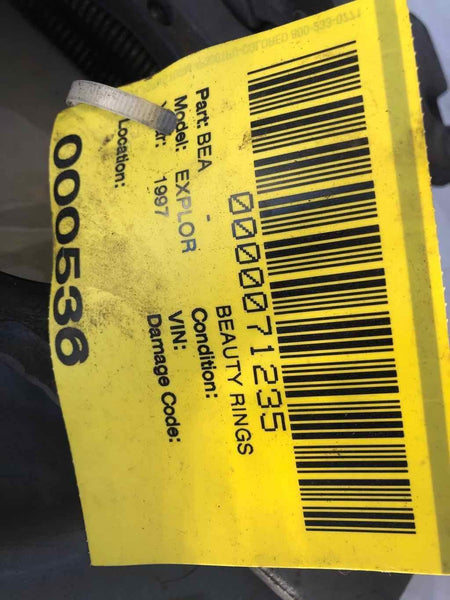 0000071235
Part: BEA - BEAUTY RINGS
Model: EXPLOR Condition:
1997 VIN:
Location: Damage Code:
000536